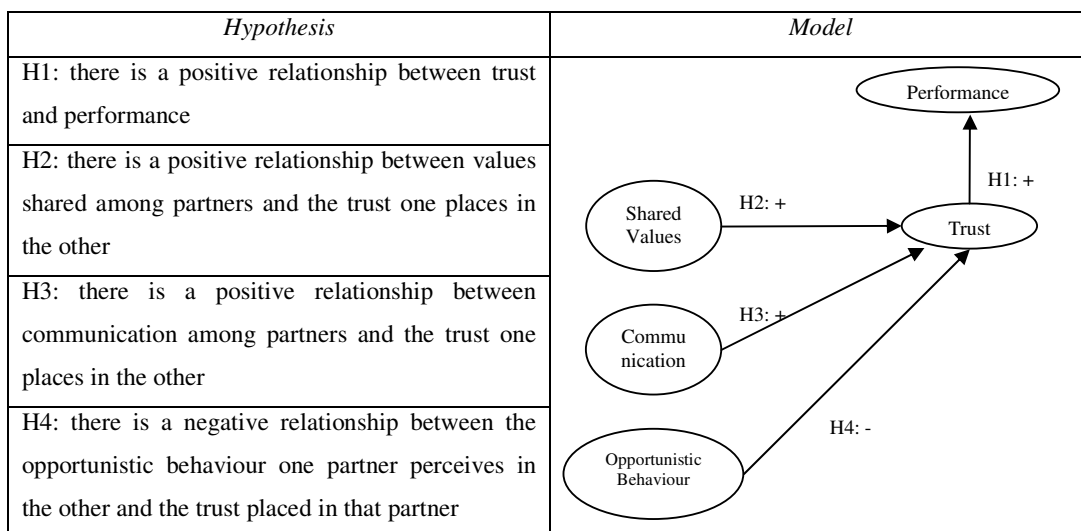 Hypothesis
Model
H1: there is a positive relationship between trust
and performance
H2: there is a positive relationship between values
shared among partners and the trust one places in
the other
H3: there is a positive relationship between
communication among partners and the trust one
places in the other
H4: there is a negative relationship between the
opportunistic behaviour one partner perceives in
the other and the trust placed in that partner
Performance
H1: +
Shared
Values
H2: +
Trust
H3: +
Commu
nication
H4: -
Opportunistic
Behaviour